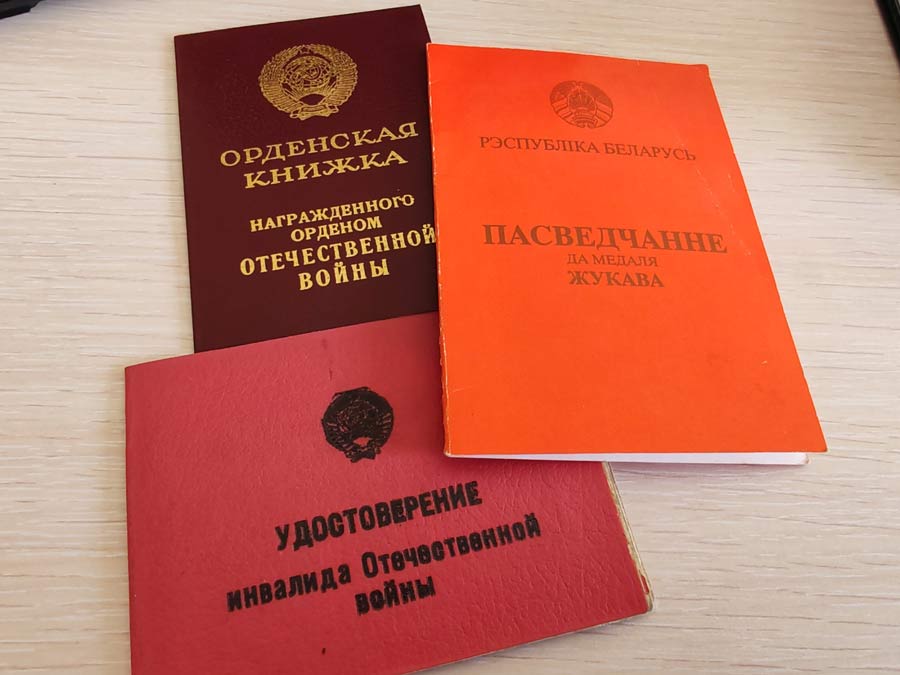 ОРДЕНСКАЯ
КНИЖКА
НАГРАЖДЕННОГО
ОРДЕНОМ
ОТЕЧЕСТВЕННОЙ
ВОЙНЫ
РЭСПУБЛІКА БЕЛАРУСЬ
ПАСВЕДЧАННЕ
ДА МЕДАЛЯ
ЖУКАВА
УДОСТОВЕРЕНИЕ
инвалида Отечественной
войны